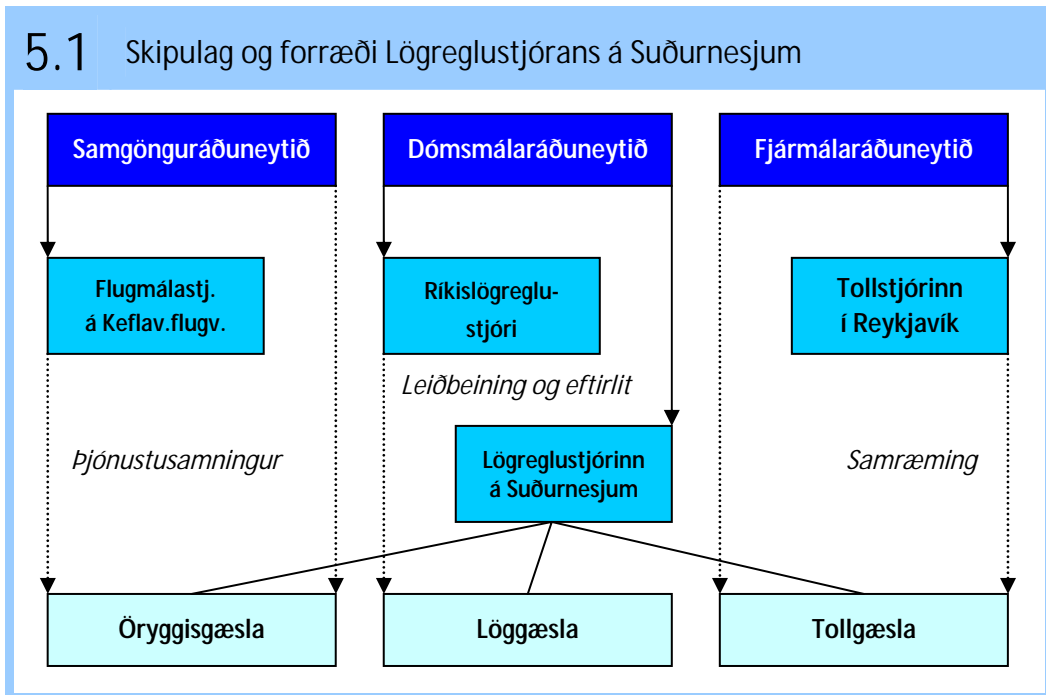 5.1 Skipulag og forræði Lögreglustjórans á Suðurnesjum
Samgönguráðuneytið
Dómsmálaráðuneytið
Fjármálaráðuneytið
Flugmálastj.
á Keflav.flugv.
Ríkislögreglu-
stjóri
Tollstjórinn
í Reykjavík
Leiðbeining og eftirlit
Þjónustusamningur
Lögreglustjórinn
á Suðurnesjum
Samræming
Öryggisgæsla
Löggæsla
Tollgæsla